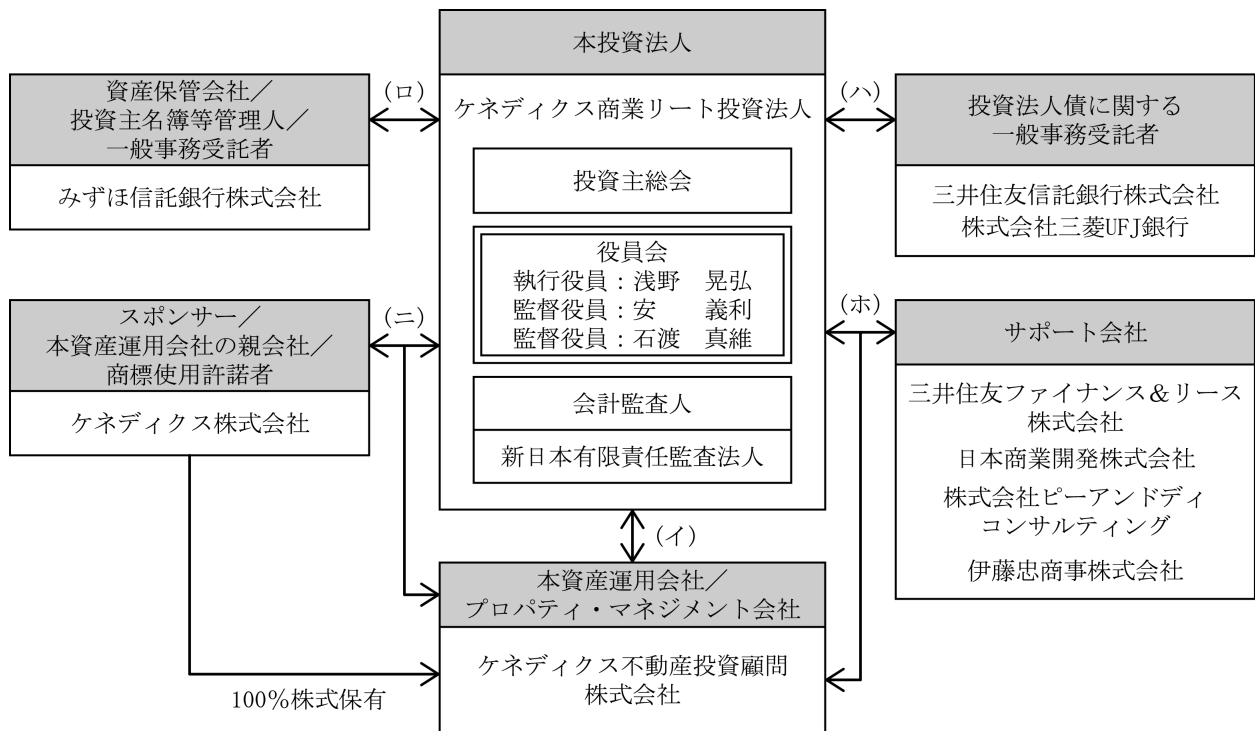 本投資法人
ケネディクス商業リート投資法人
投資主総会
役員会
執行役員：浅野　晃弘
監督役員：安　　義利
監督役員：石渡　真維
会計監査人
新日本有限責任監査法人
資産保管会社／
投資主名簿等管理人／
一般事務受託者
みずほ信託銀行株式会社
(ロ)
(ハ)
投資法人債に関する
一般事務受託者
三井住友信託銀行株式会社
株式会社三菱UFJ銀行
スポンサー／
本資産運用会社の親会社／
商標使用許諾者
ケネディクス株式会社
(ニ)
(ホ)
サポート会社
三井住友ファイナンス＆リース
株式会社
日本商業開発株式会社
株式会社ピーアンドディ
コンサルティング
伊藤忠商事株式会社
(イ)
本資産運用会社／
プロパティ・マネジメント会社
ケネディクス不動産投資顧問
株式会社
100％株式保有